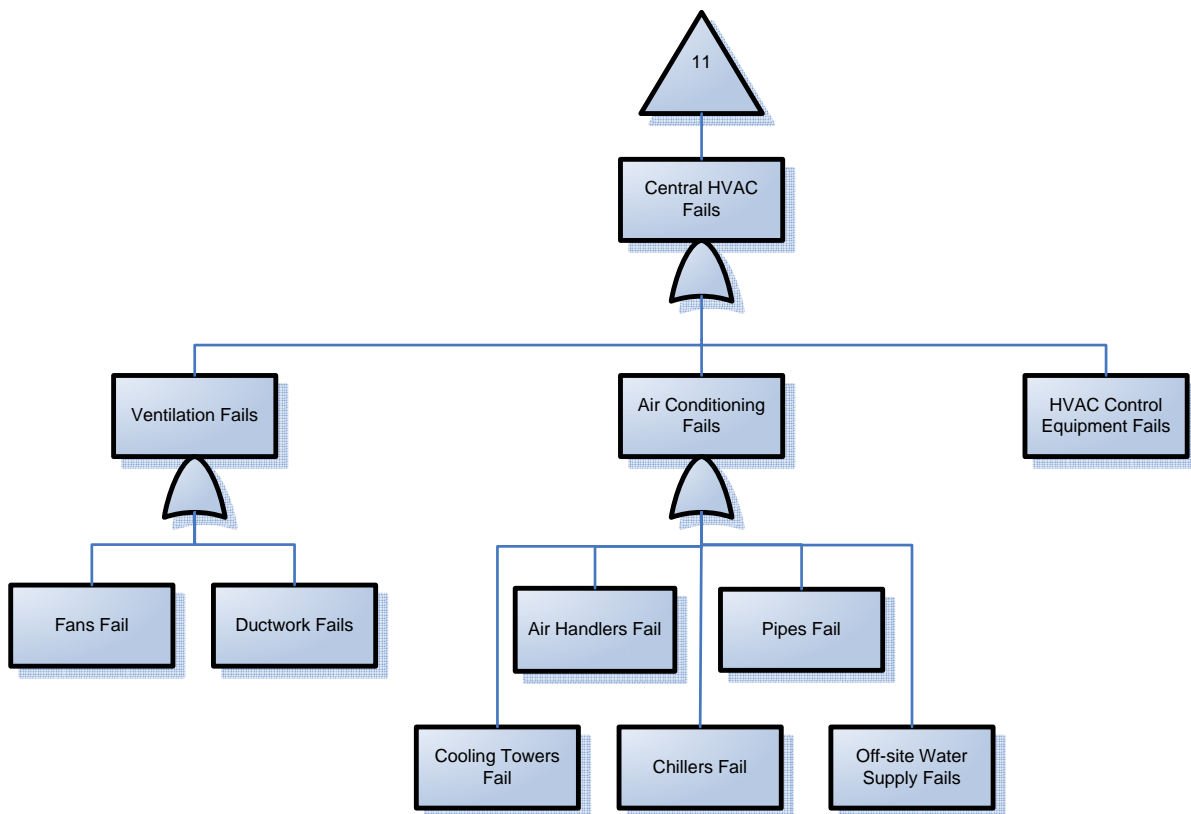 11
Central HVAC
Fails
Ventilation Fails
Air Conditioning
Fails
HVAC Control
Equipment Fails
Fans Fail
Ductwork Fails
Air Handlers Fail
Pipes Fail
Cooling Towers
Fail
Chillers Fail
Off-site Water
Supply Fails